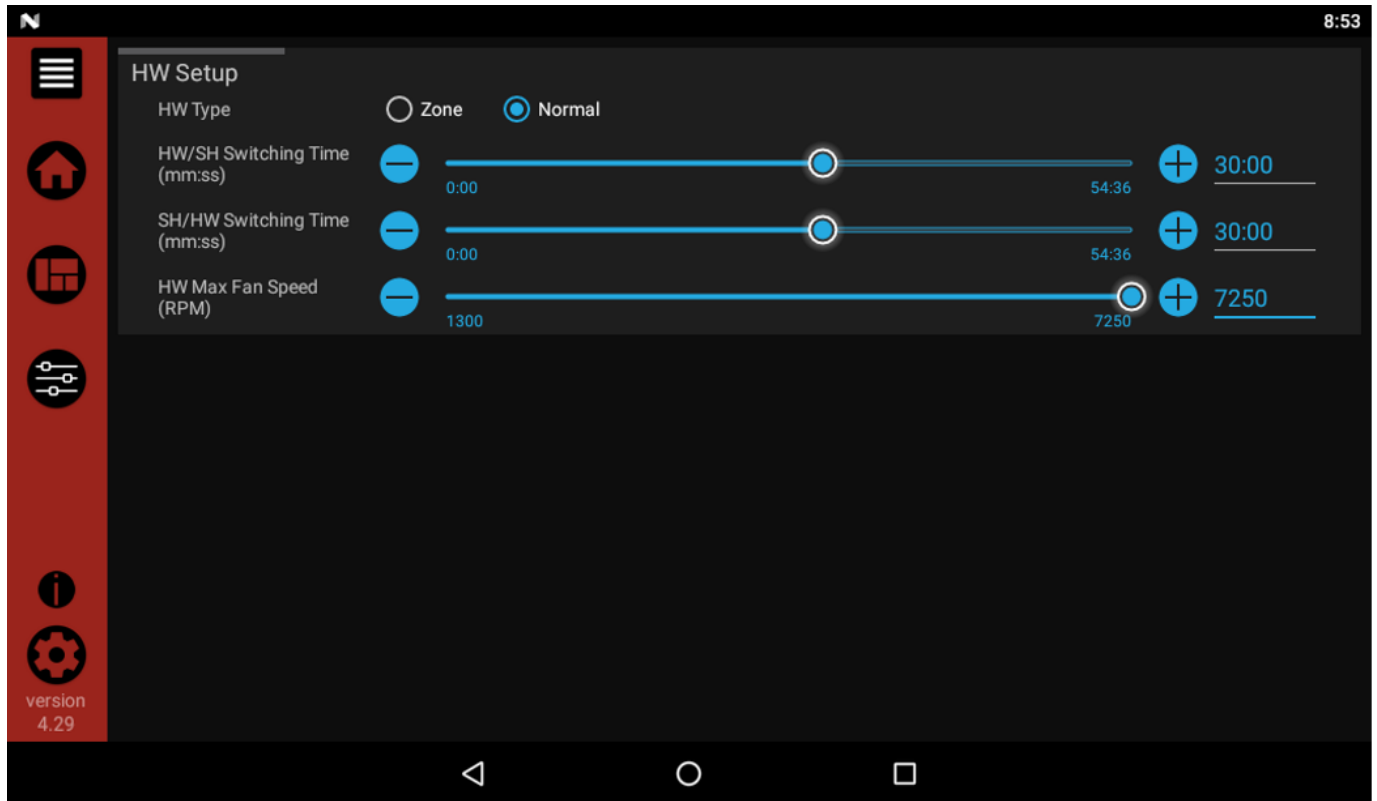 8:53
HW Setup
HW Type
Zone
Normal
HW/SH Switching Time
(mm:ss)
0:00
54:36
30:00
SH/HW Switching Time
(mm:ss)
0:00
54:36
30:00
HW Max Fan Speed
(RPM)
1300
7250
7250
version
4.29